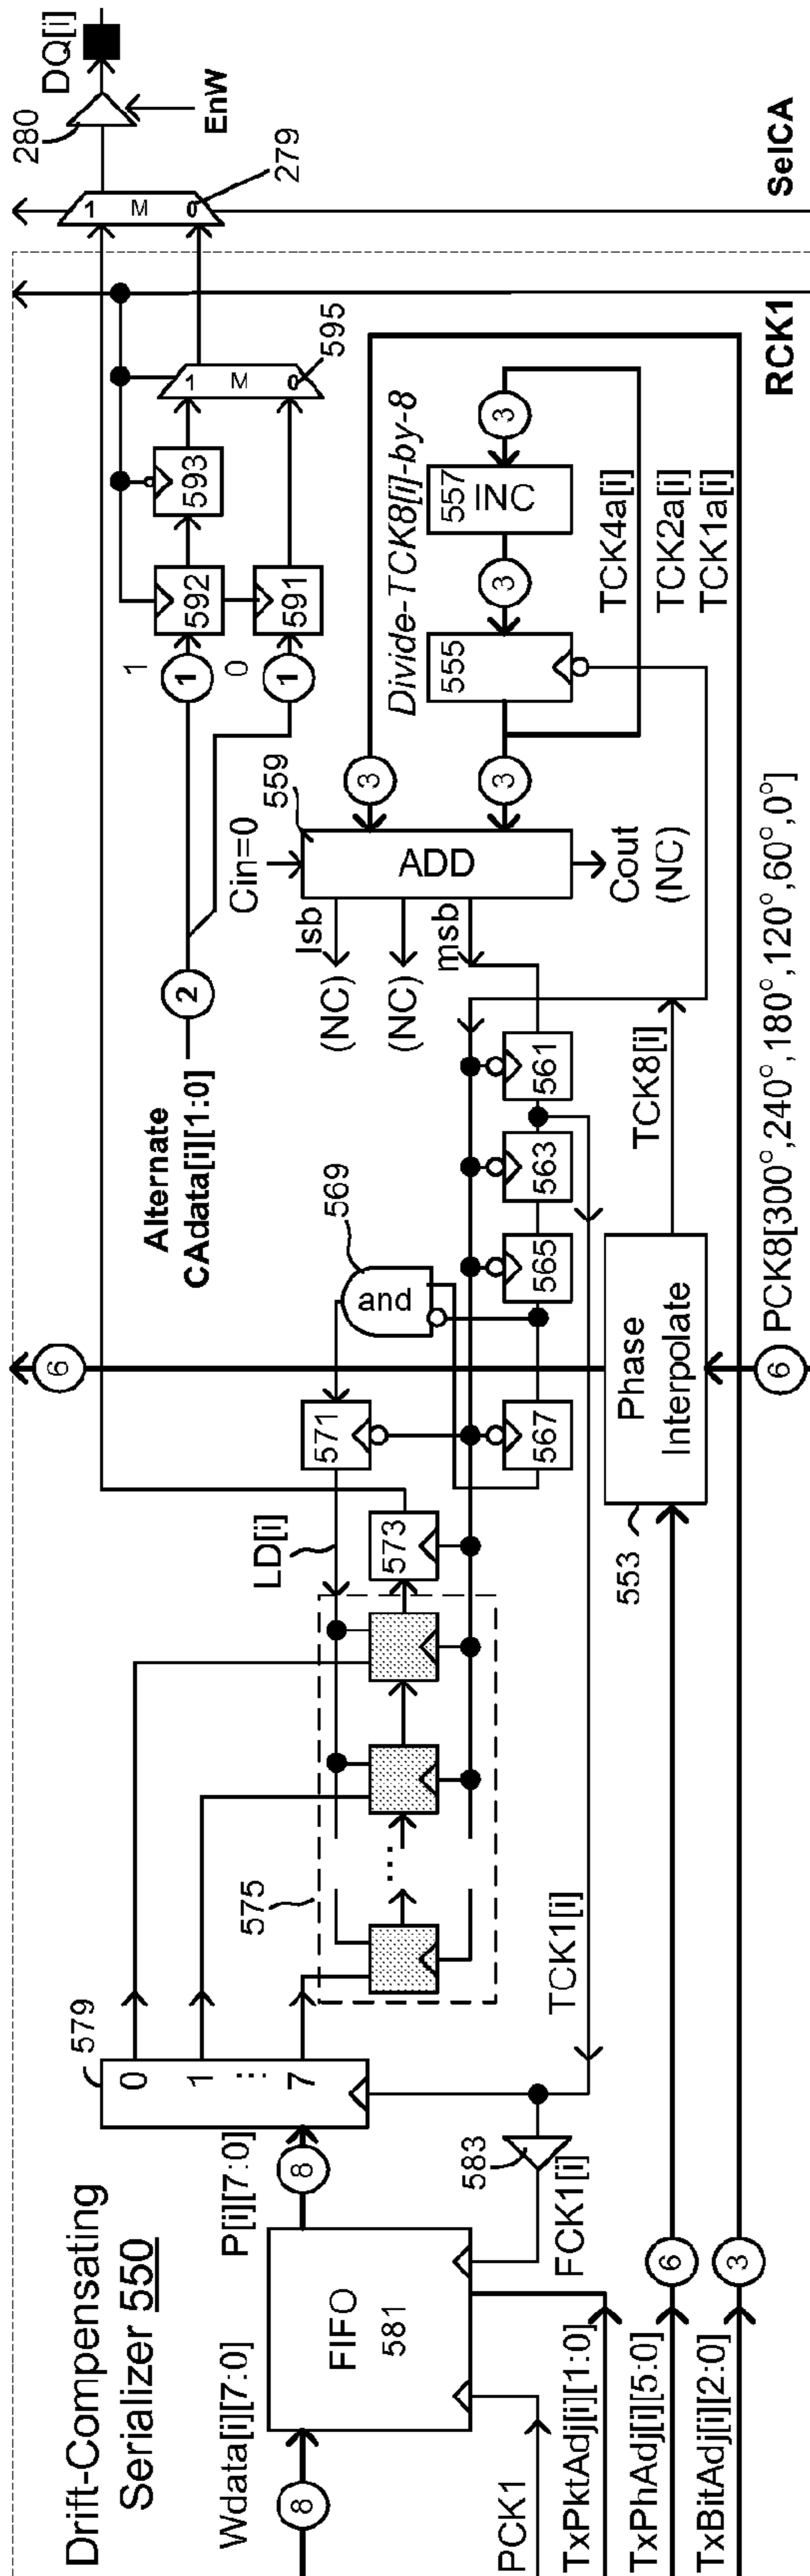 Drift-Compensating
Serializer 550
Wdata[i][7:0]
8
FIFO
581
PCK1
TxPktAdj[i][1:0]
TxPhAdj[i][5:0]
6
TxBitAdj[i][2:0]
3
P[i][7:0]
8
FCK1[i]
583
579
0
1
⋮
7
TCK1[i]
575
...
LD[i]
573
571
569
and
567
565
563
561
553
Phase
Interpolate
6
6
PCK8[300°,240°,180°,120°,60°,0°]
TCK8[i]
Alternate
CAdata[i][1:0]
2
1
1
0
1
592
591
593
595
1
M
0
Cin=0
559
ADD
lsb
(NC)
(NC)
msb
Cout
(NC)
3
3
Divide-TCK8[i]-by-8
555
3
557
INC
3
TCK4a[i]
TCK2a[i]
TCK1a[i]
RCK1
SelCA
1
M
0
279
280
DQ[i]
EnW